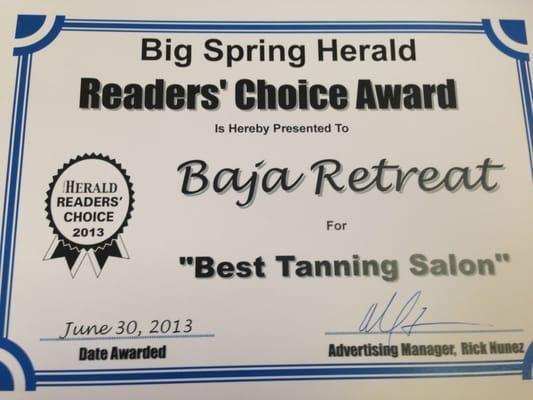 Big Spring Herald
Readers' Choice Award
Is Hereby Presented To
Baja Retreat
For
"Best Tanning Salon"
HERALD
READERS'
CHOICE
2013
June 30, 2013
Date Awarded
Advertising Manager, Rick Nunez